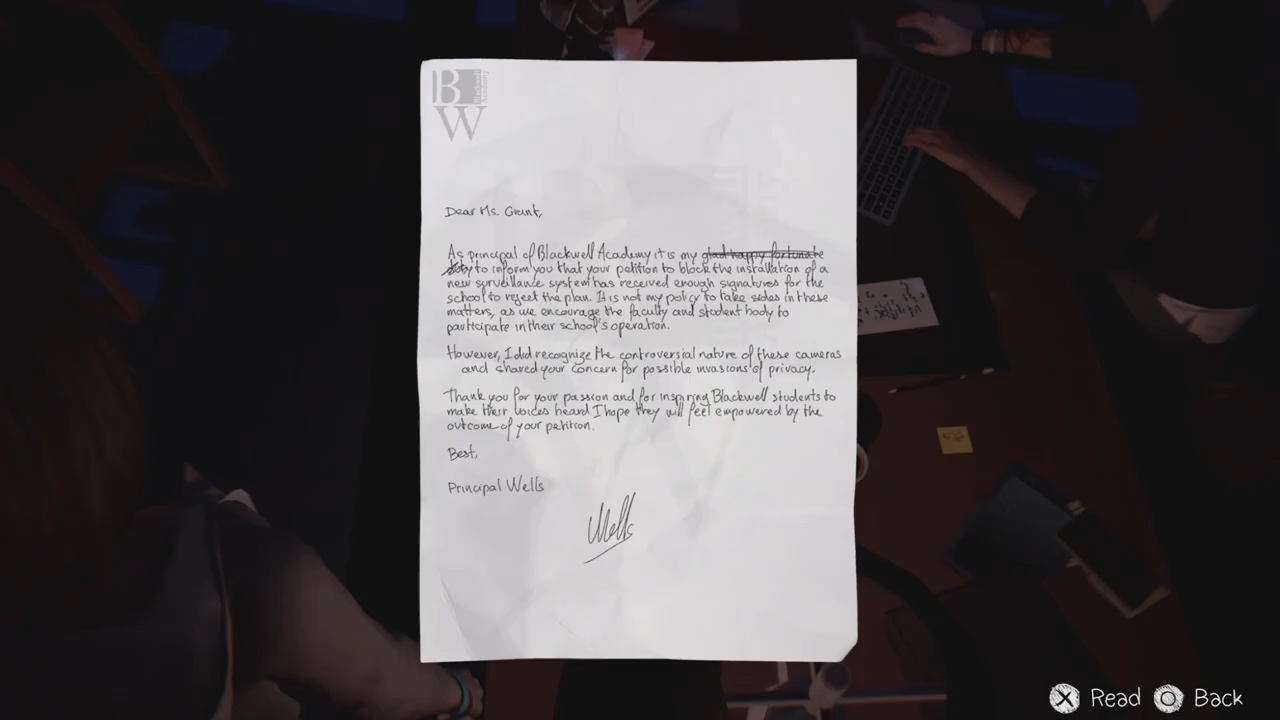 BW
Blackwell Academy
Dear Ms. Grant,
As principal of Blackwell Academy it is my glad happy fortunate
duty to inform you that your petition to block the installation of a
new surveillance system has received enough signatures for the
school to reject the plan. It is not my policy to take sides in these
matters, as we encourage the faculty and student body to
participate in their school's operation.
However, I did recognize the controversial nature of these cameras
and shared your concern for possible invasions of privacy.
Thank you for your passion and for inspiring Blackwell students to
make their voices heard I hope they will feel empowered by the
outcome of your petition.
Best,
Principal Wells
Wells
Read Back